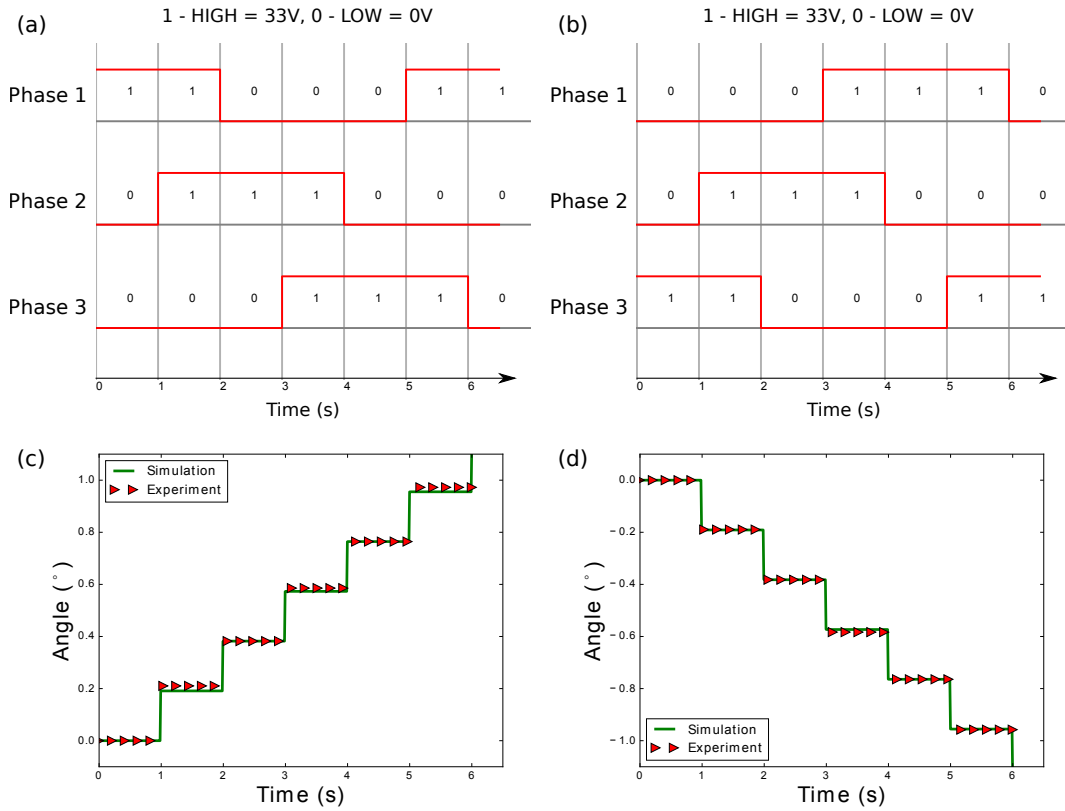 (a)
1 - HIGH = 33V, 0 - LOW = 0V
Phase 1
1 1 0 0 0 1 1
Phase 2
0 1 1 1 0 0 0
Phase 3
0 0 0 1 1 1 0
0 1 2 3 4 5 6
Time (s)
(b)
1 - HIGH = 33V, 0 - LOW = 0V
Phase 1
0 0 0 1 1 1 0
Phase 2
0 1 1 1 0 0 0
Phase 3
1 1 0 0 0 1 1
0 1 2 3 4 5 6
Time (s)
(c)
Simulation
Experiment
Angle (°)
1.0
0.8
0.6
0.4
0.2
0.0
0 1 2 3 4 5 6
Time (s)
(d)
Angle (°)
0.0
−0.2
−0.4
−0.6
−0.8
−1.0
Simulation
Experiment
0 1 2 3 4 5 6
Time (s)